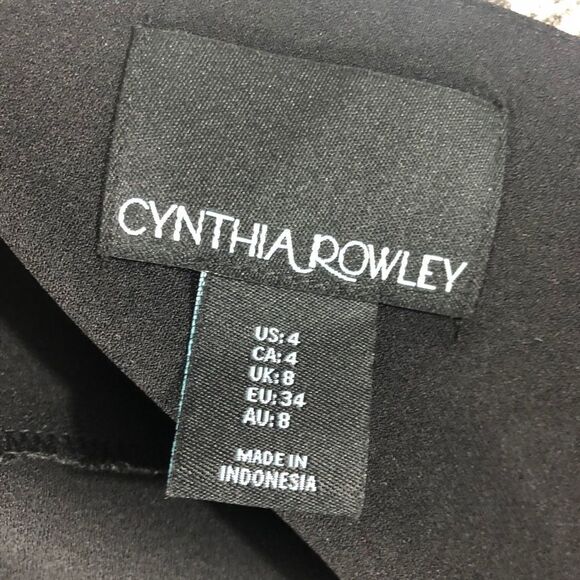 CYNTHIA ROWLEY
US: 4
CA: 4
UK: 8
EU: 34
AU: 8
MADE IN
INDONESIA